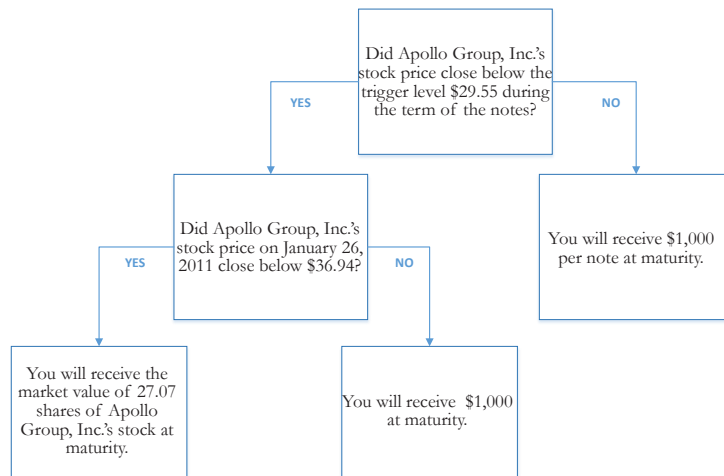 Did Apollo Group, Inc.'s
stock price close below the
trigger level $29.55 during
the term of the notes?
YES
NO
Did Apollo Group, Inc.'s
stock price on January 26,
2011 close below $36.94?
You will receive $1,000
per note at maturity.
YES
NO
You will receive the
market value of 27.07
shares of Apollo
Group, Inc.'s stock at
maturity.
You will receive $1,000
at maturity.